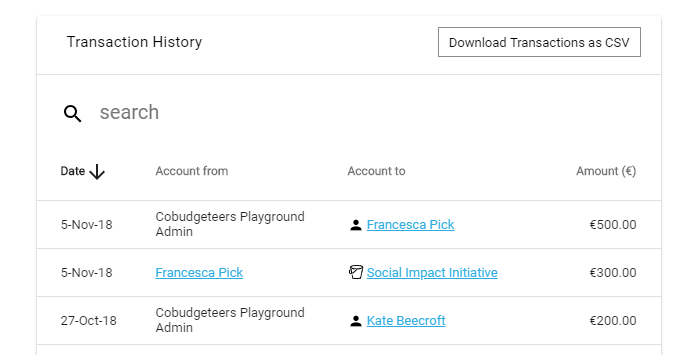 Transaction History
Download Transactions as CSV
search
Date Account from Account to Amount (€)
5-Nov-18 Cobudgeteers Playground Admin Francesca Pick €500.00
5-Nov-18 Francesca Pick Social Impact Initiative €300.00
27-Oct-18 Cobudgeteers Playground Admin Kate Beecroft €200.00